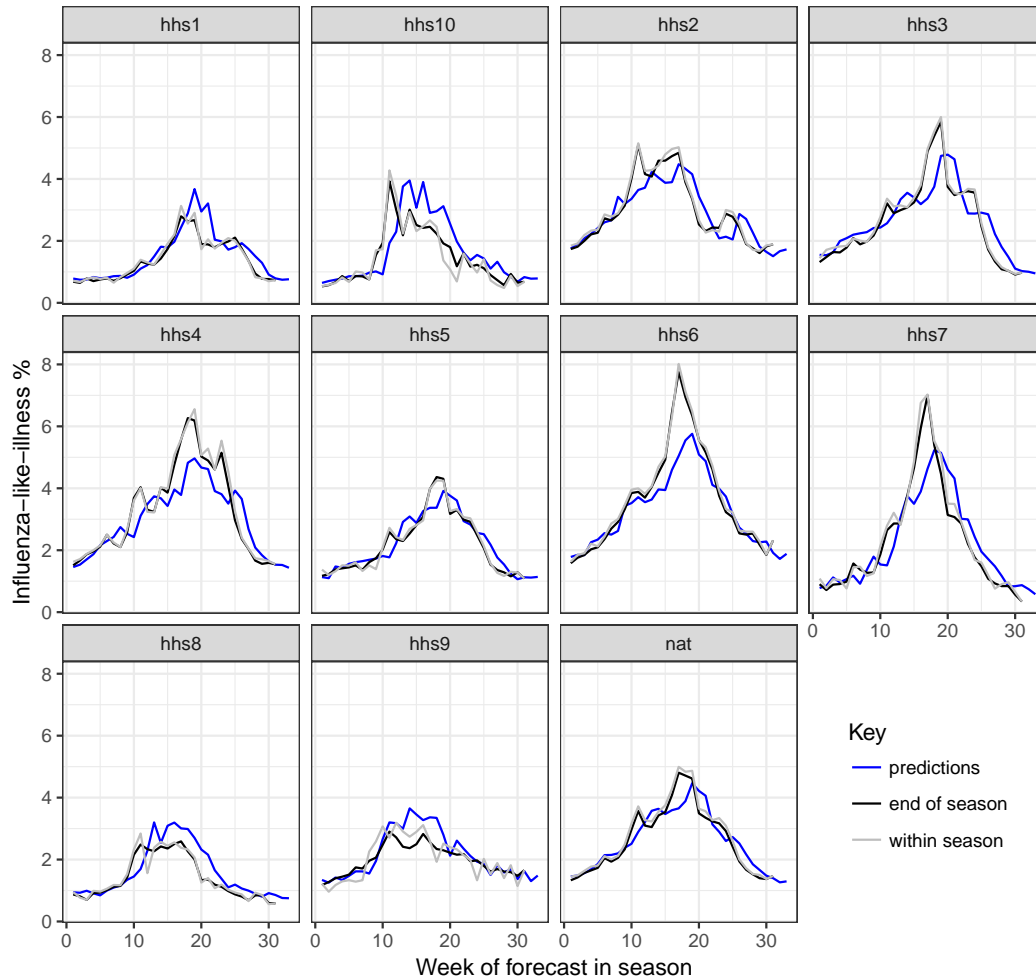 hhs1 hhs10 hhs2 hhs3
8
6
4
2
0
hhs4 hhs5 hhs6 hhs7
8
6
4
2
0
0 10 20 30
hhs8 hhs9 nat
8
6
4
2
0
0 10 20 30 0 10 20 30 0 10 20 30
Influenza−like−illness %
Week of forecast in season
Key
predictions
end of season
within season